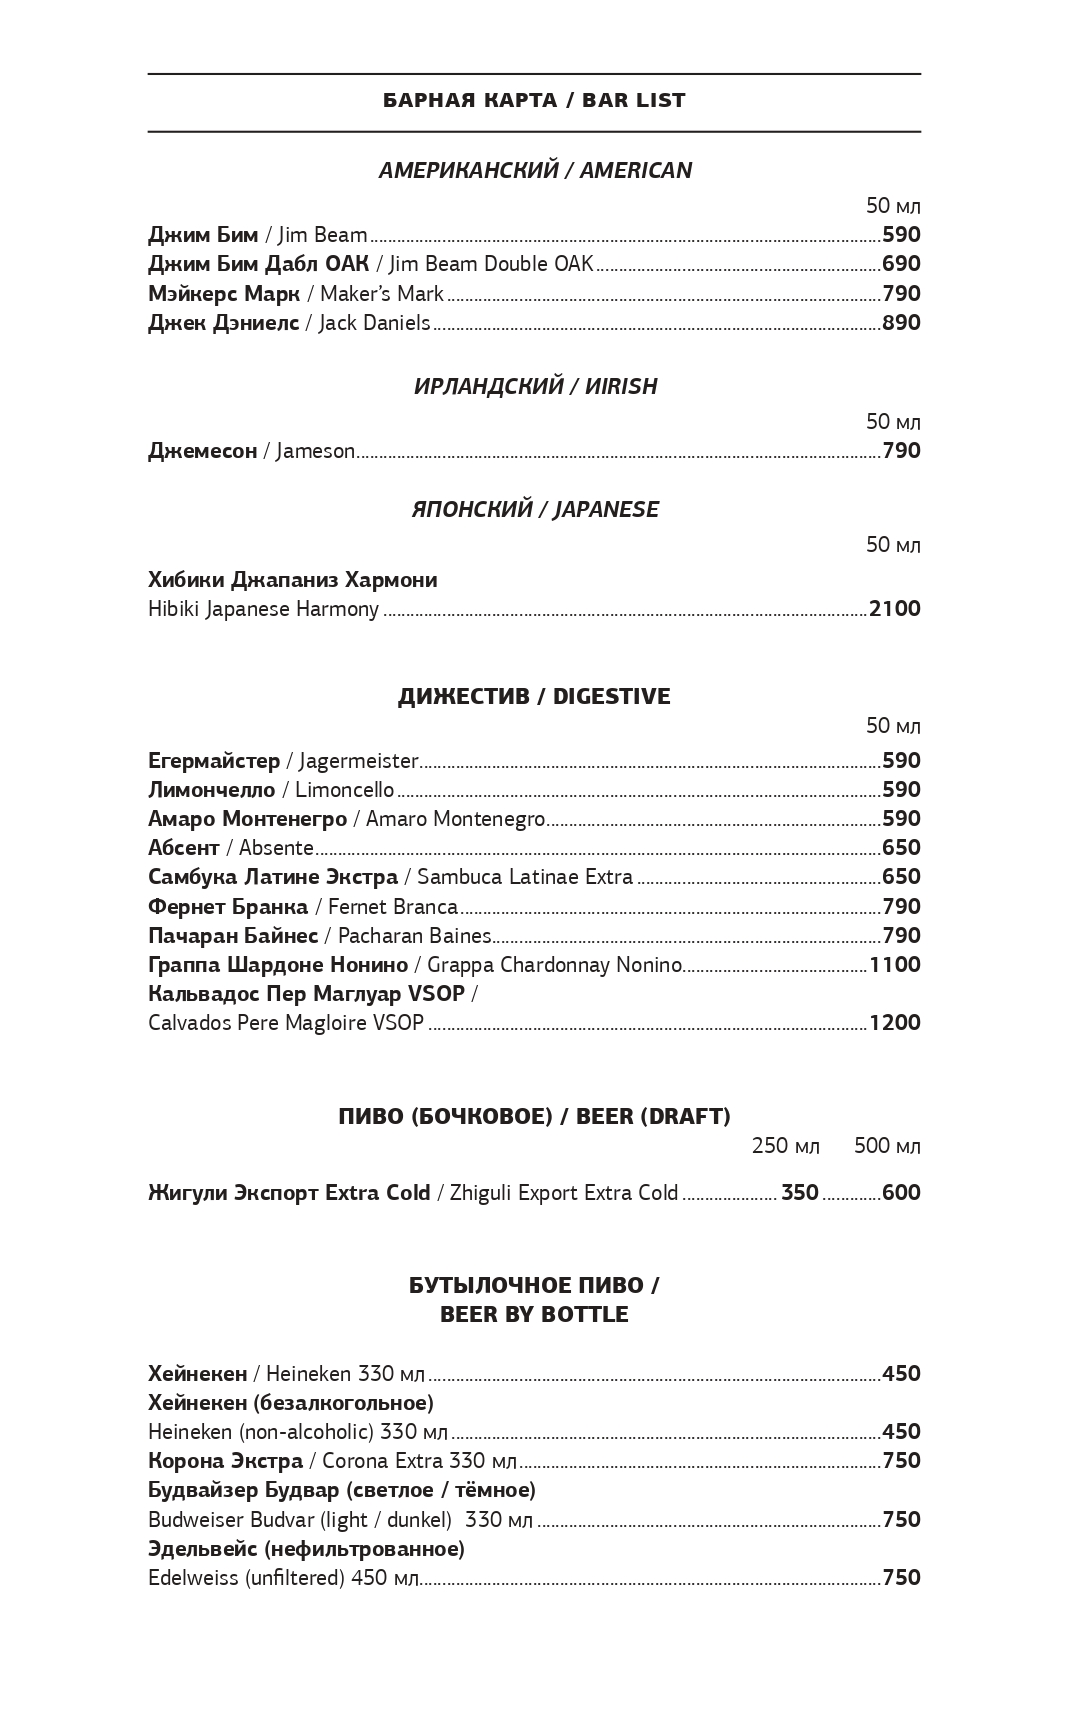 БАРНАЯ КАРТА / BAR LIST
АМЕРИКАНСКИЙ / AMERICAN
50 мл
Джим Бим / Jim Beam 590
Джим Бим Дабл ОАК / Jim Beam Double OAK 690
Мэйкерс Марк / Maker’s Mark 790
Джек Дэниелс / Jack Daniels 890
ИРЛАНДСКИЙ / ИIRISH
50 мл
Джемесон / Jameson 790
ЯПОНСКИЙ / JAPANESE
50 мл
Хибики Джапаниз Хармони
Hibiki Japanese Harmony 2100
ДИЖЕСТИВ / DIGESTIVE
50 мл
Егермайстер / Jagermeister 590
Лимончелло / Limoncello 590
Амаро Монтенегро / Amaro Montenegro 590
Абсент / Absente 650
Самбука Латине Экстра / Sambuca Latinae Extra 650
Фернет Бранка / Fernet Branca 790
Пачаран Байнес / Pacharan Baines 790
Граппа Шардоне Нонино / Grappa Chardonnay Nonino 1100
Кальвадос Пер Маглуар VSOP /
Calvados Pere Magloire VSOP 1200
ПИВО (БОЧКОВОЕ) / BEER (DRAFT)
250 мл 500 мл
Жигули Экспорт Extra Cold / Zhiguli Export Extra Cold 350 600
БУТЫЛОЧНОЕ ПИВО /
BEER BY BOTTLE
Хейнекен / Heineken 330 мл 450
Хейнекен (безалкогольное)
Heineken (non-alcoholic) 330 мл 450
Корона Экстра / Corona Extra 330 мл 750
Будвайзер Будвар (светлое / тёмное)
Budweiser Budvar (light / dunkel) 330 мл 750
Эдельвейс (нефильтрованное)
Edelweiss (unfiltered) 450 мл 750